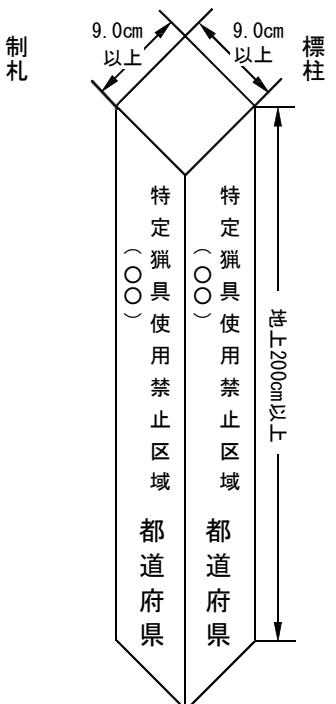 標柱
9.0cm
以上
9.0cm
以上
地上200cm以上
特定猟具使用禁止区域
(○○)
都道府県
特定猟具使用禁止区域
(○○)
都道府県
制札